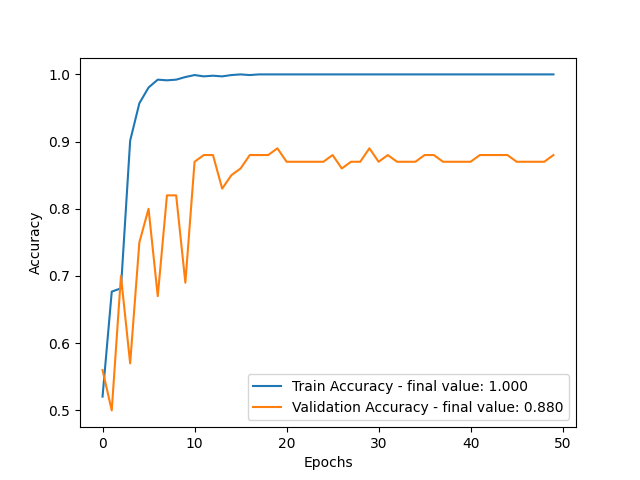 1.0
0.9
0.8
0.7
0.6
0.5
Accuracy
Train Accuracy - final value: 1.000
Validation Accuracy - final value: 0.880
0 10 20 30 40 50
Epochs